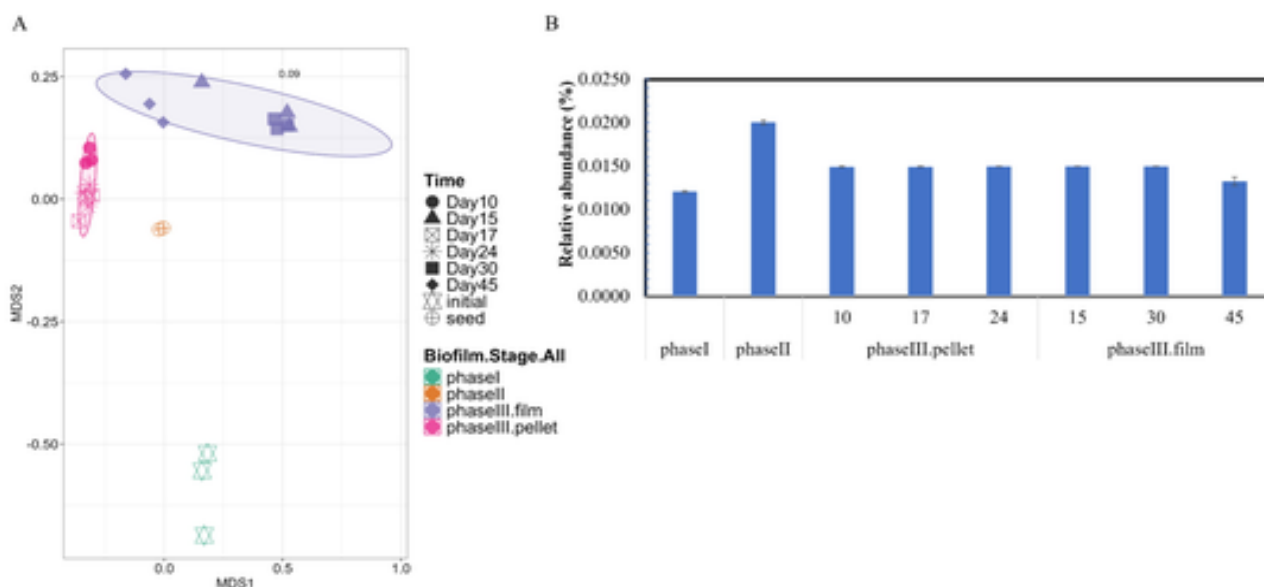 A
0.25
0.00
-0.25
-0.50
MDS2
0.09
0.0
0.5
1.0
MDS1
Time
Day10
Day15
Day17
Day24
Day30
Day45
initial
seed
Biofilm.Stage.All
phaseI
phaseII
phaseIII.film
phaseIII.pellet
B
Relative abundance (%)
0.0250
0.0200
0.0150
0.0100
0.0050
0.0000
10 17 24 15 30 45
phaseI phaseII phaseIII.pellet phaseIII.film